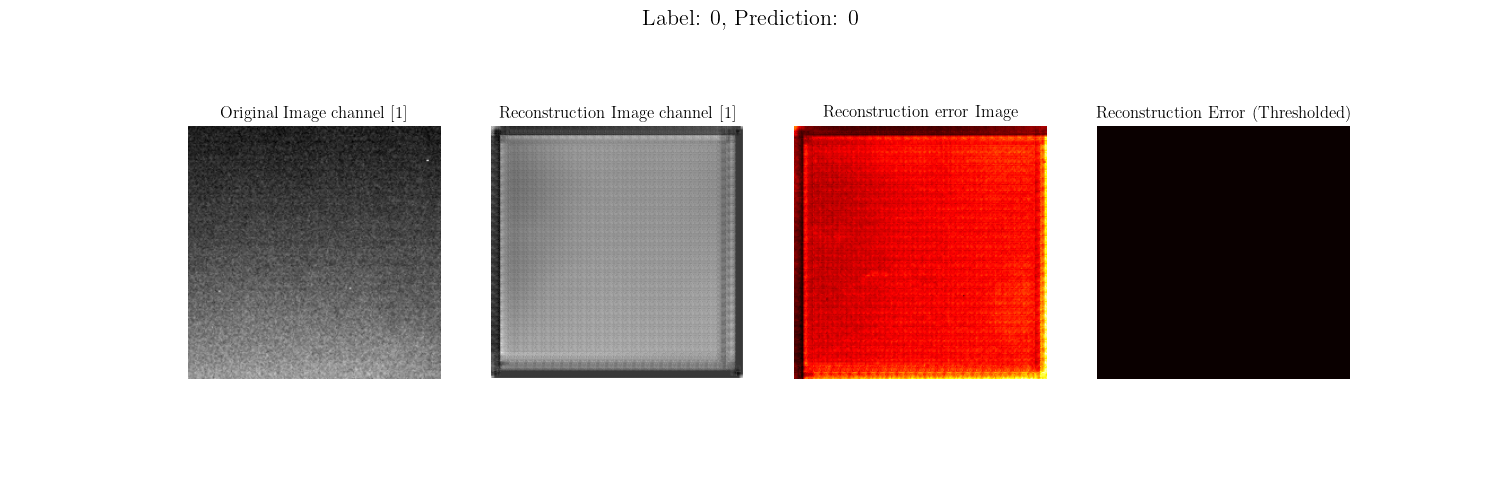 Label: 0, Prediction: 0
Original Image channel [1]
Reconstruction Image channel [1]
Reconstruction error Image
Reconstruction Error (Thresholded)